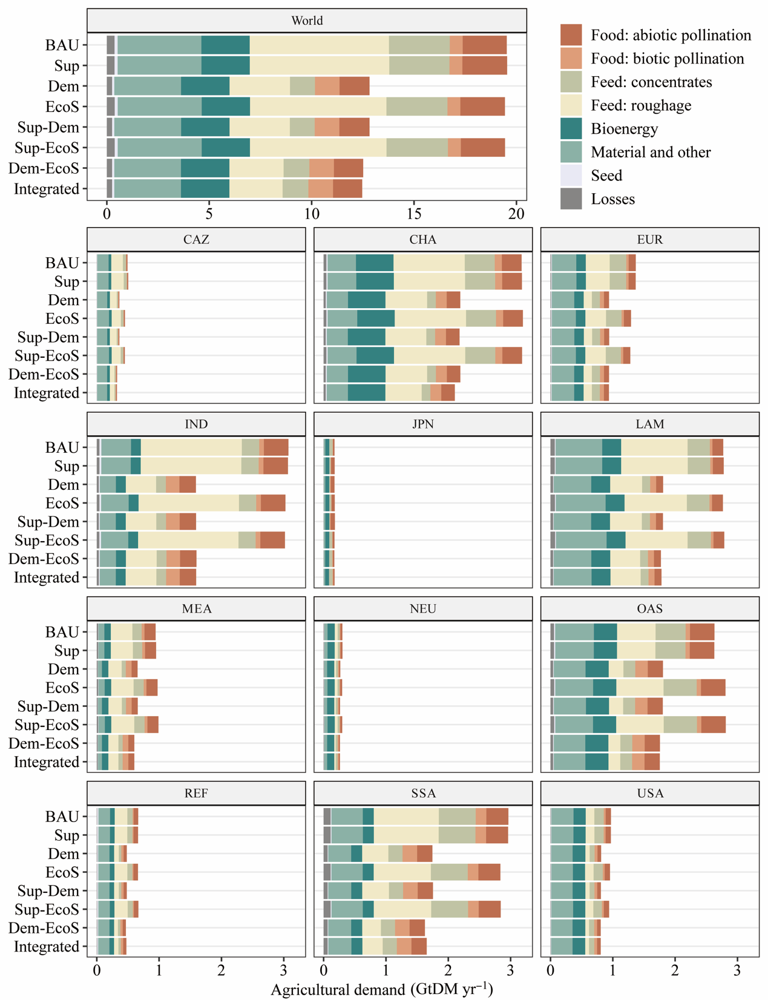 World
BAU
Sup
Dem
EcoS
Sup-Dem
Sup-EcoS
Dem-EcoS
Integrated
0 5 10 15 20
Food: abiotic pollination
Food: biotic pollination
Feed: concentrates
Feed: roughage
Bioenergy
Material and other
Seed
Losses
CAZ CHA EUR
BAU
Sup
Dem
EcoS
Sup-Dem
Sup-EcoS
Dem-EcoS
Integrated
IND JPN LAM
BAU
Sup
Dem
EcoS
Sup-Dem
Sup-EcoS
Dem-EcoS
Integrated
MEA NEU OAS
BAU
Sup
Dem
EcoS
Sup-Dem
Sup-EcoS
Dem-EcoS
Integrated
REF SSA USA
BAU
Sup
Dem
EcoS
Sup-Dem
Sup-EcoS
Dem-EcoS
Integrated
0 1 2 3 0 1 2 3 0 1 2 3
Agricultural demand (GtDM yr⁻¹)